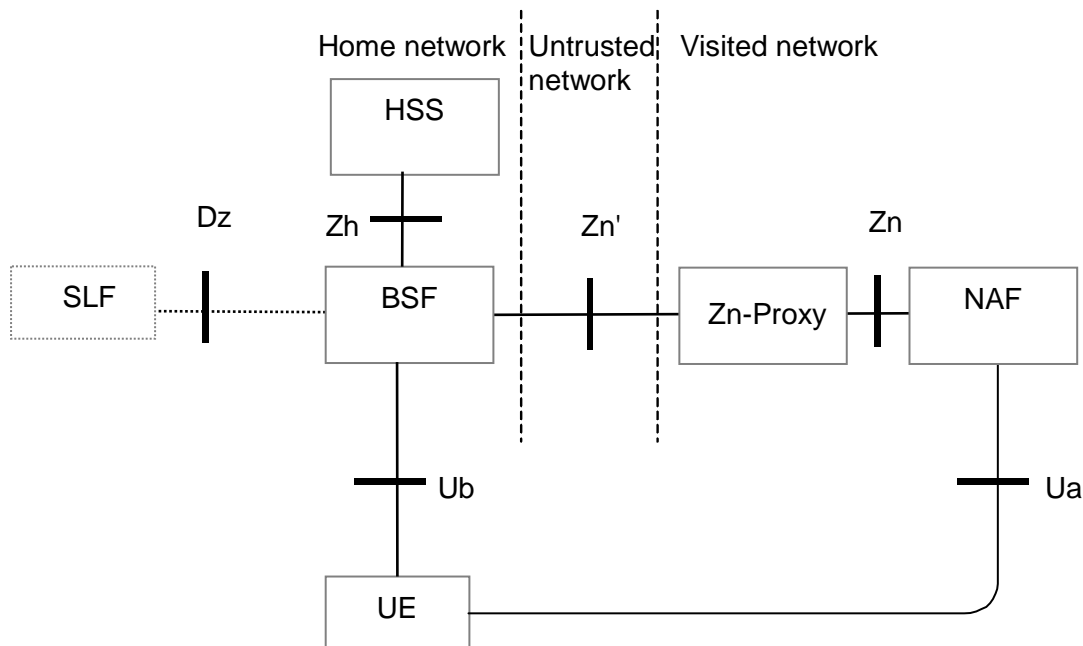 Home network
Untrusted
network
Visited network
HSS
Dz
Zh
Zn'
Zn
SLF
BSF
Zn-Proxy
NAF
Ub
Ua
UE